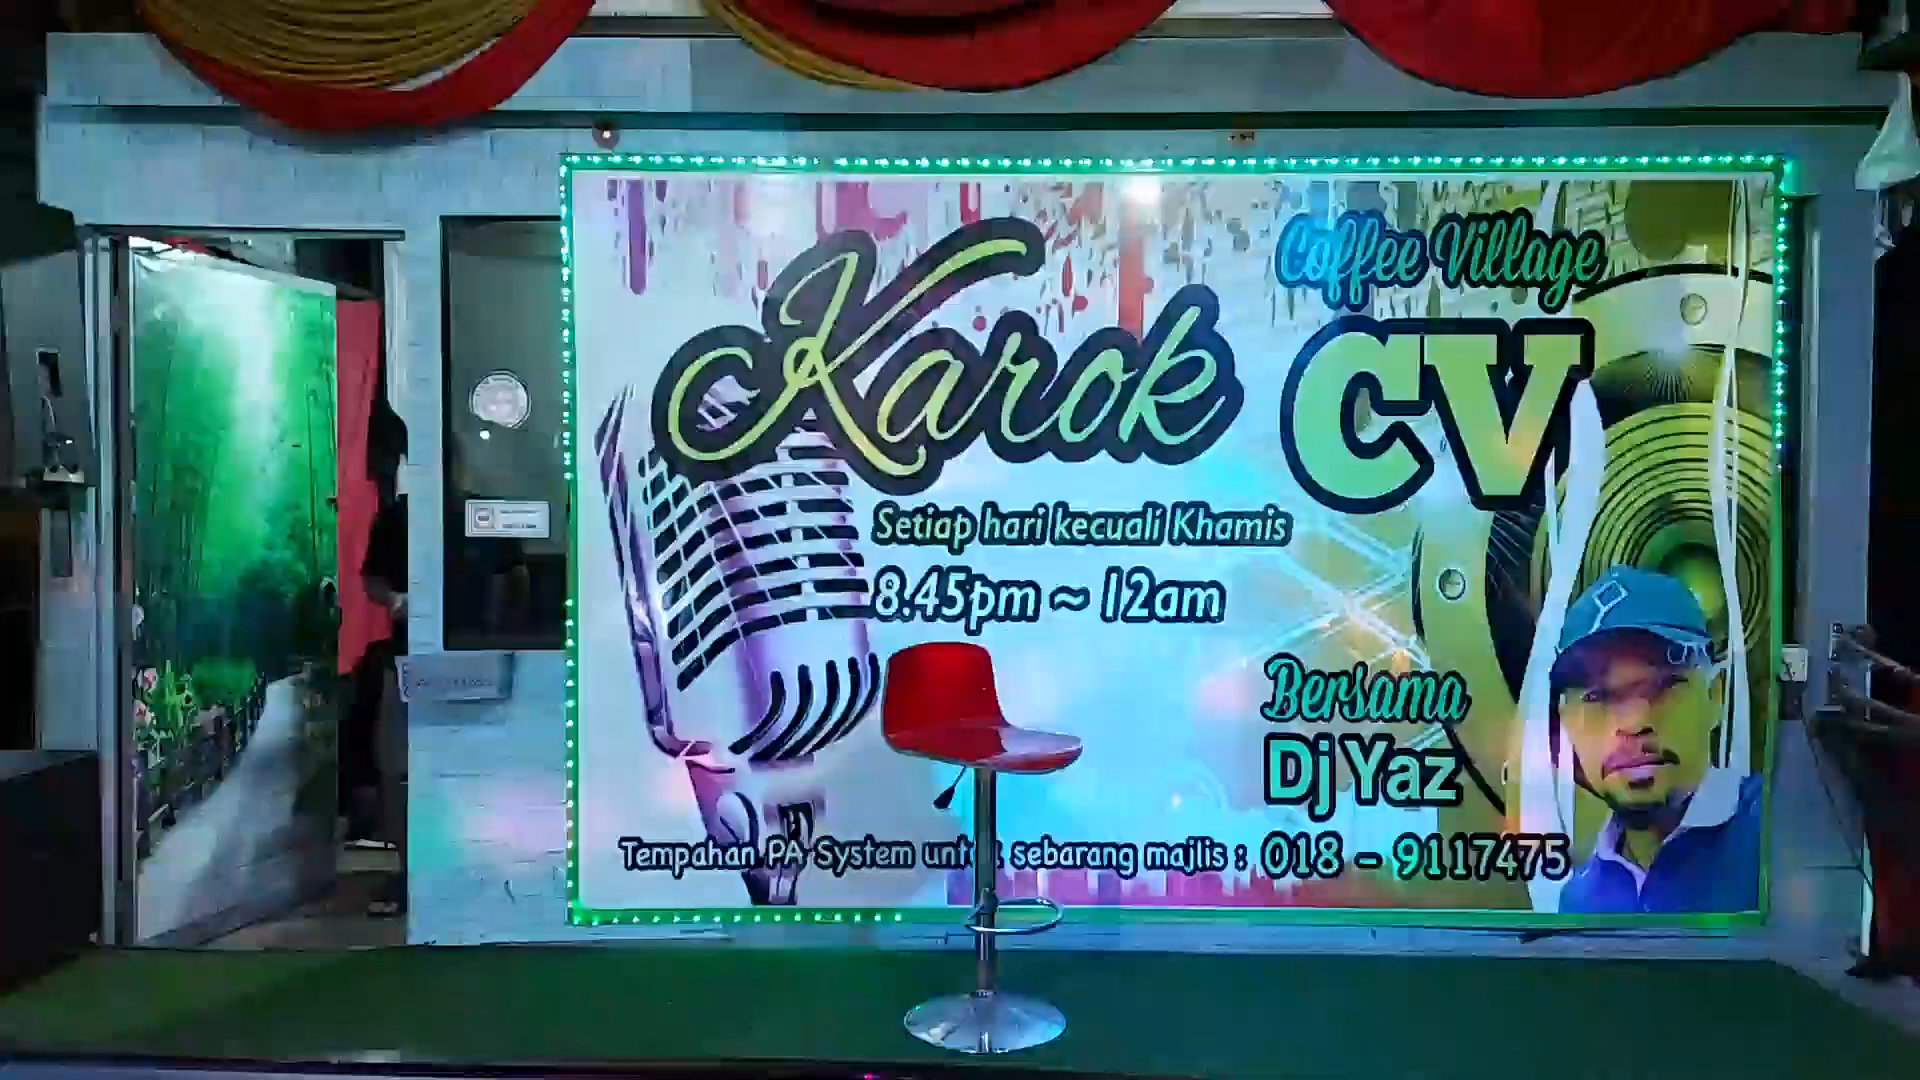 Coffee Village
Karok CV
Setiap hari kecuali Khamis
8.45pm ~ 12am
Bersama
Dj Yaz
Tempahan PA System untuk sebarang majlis : 018 - 9117475